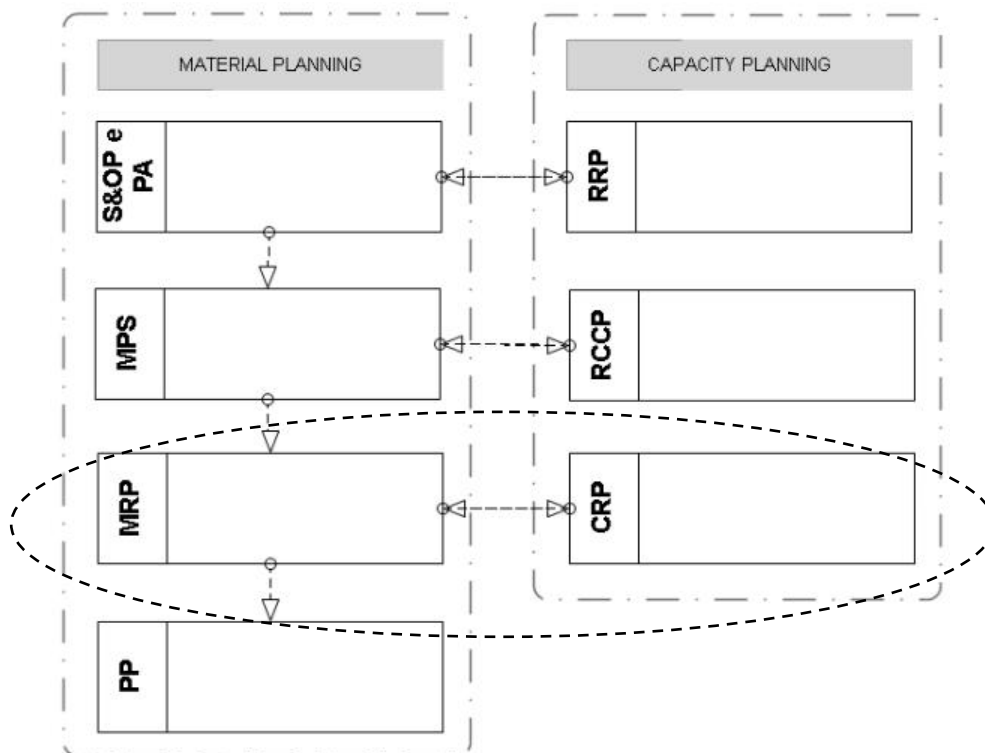 MATERIAL PLANNING
CAPACITY PLANNING
S&OP e
PA
RRP
MPS
RCCP
MRP
CRP
PP